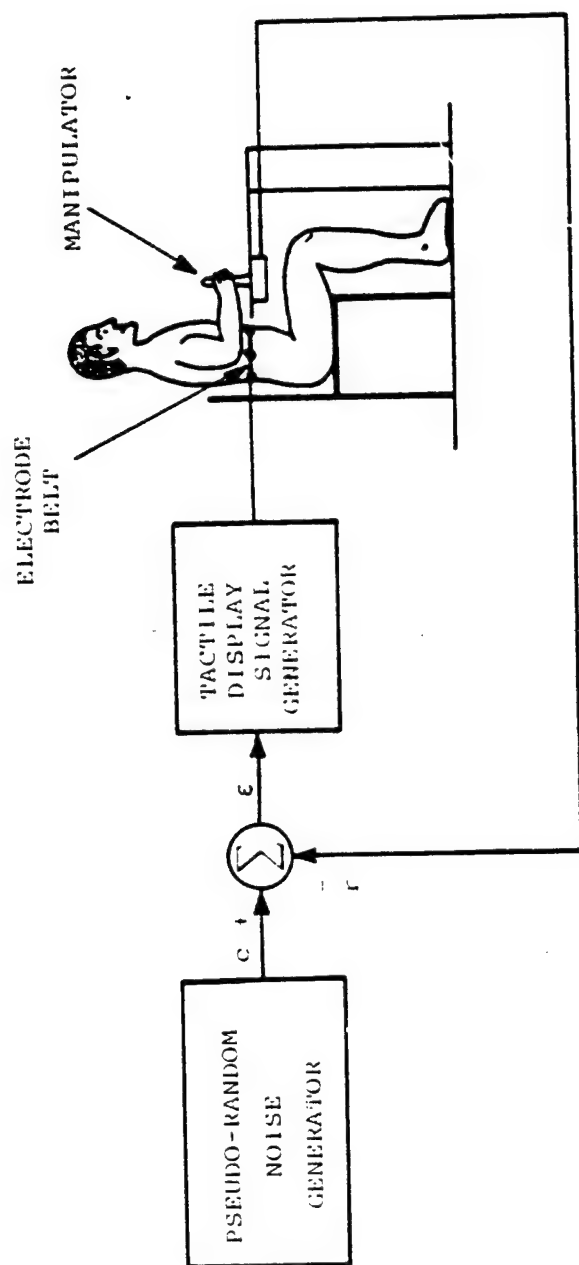 PSEUDO-RANDOM
NOISE
GENERATOR
c
+
Σ
−
r
ε
TACTILE
DISPLAY
SIGNAL
GENERATOR
ELECTRODE
BELT
MANIPULATOR